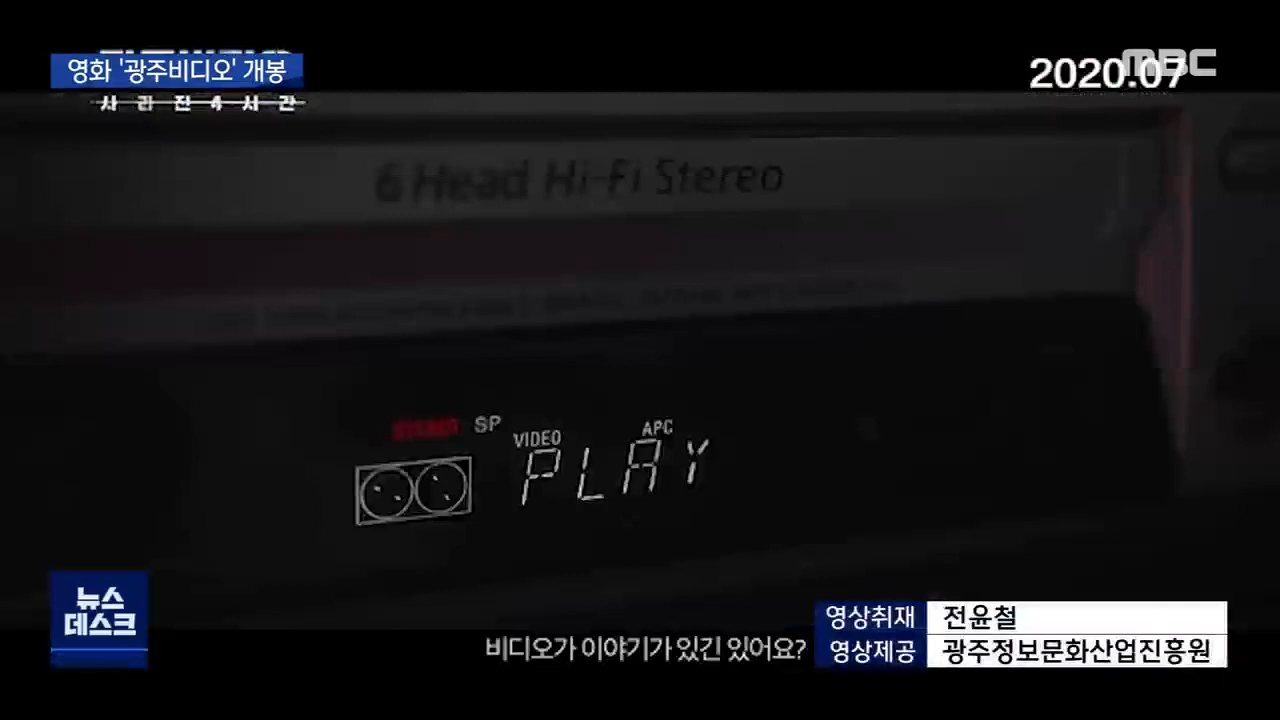 영화 '광주비디오' 개봉
사 라 진 4 시 간
2020.07
MBC
6 Head Hi-Fi Stereo
SP
VIDEO
APC
PLAY
뉴스
데스크
비디오가 이야기가 있긴 있어요?
영상취재 전윤철
영상제공 광주정보문화산업진흥원